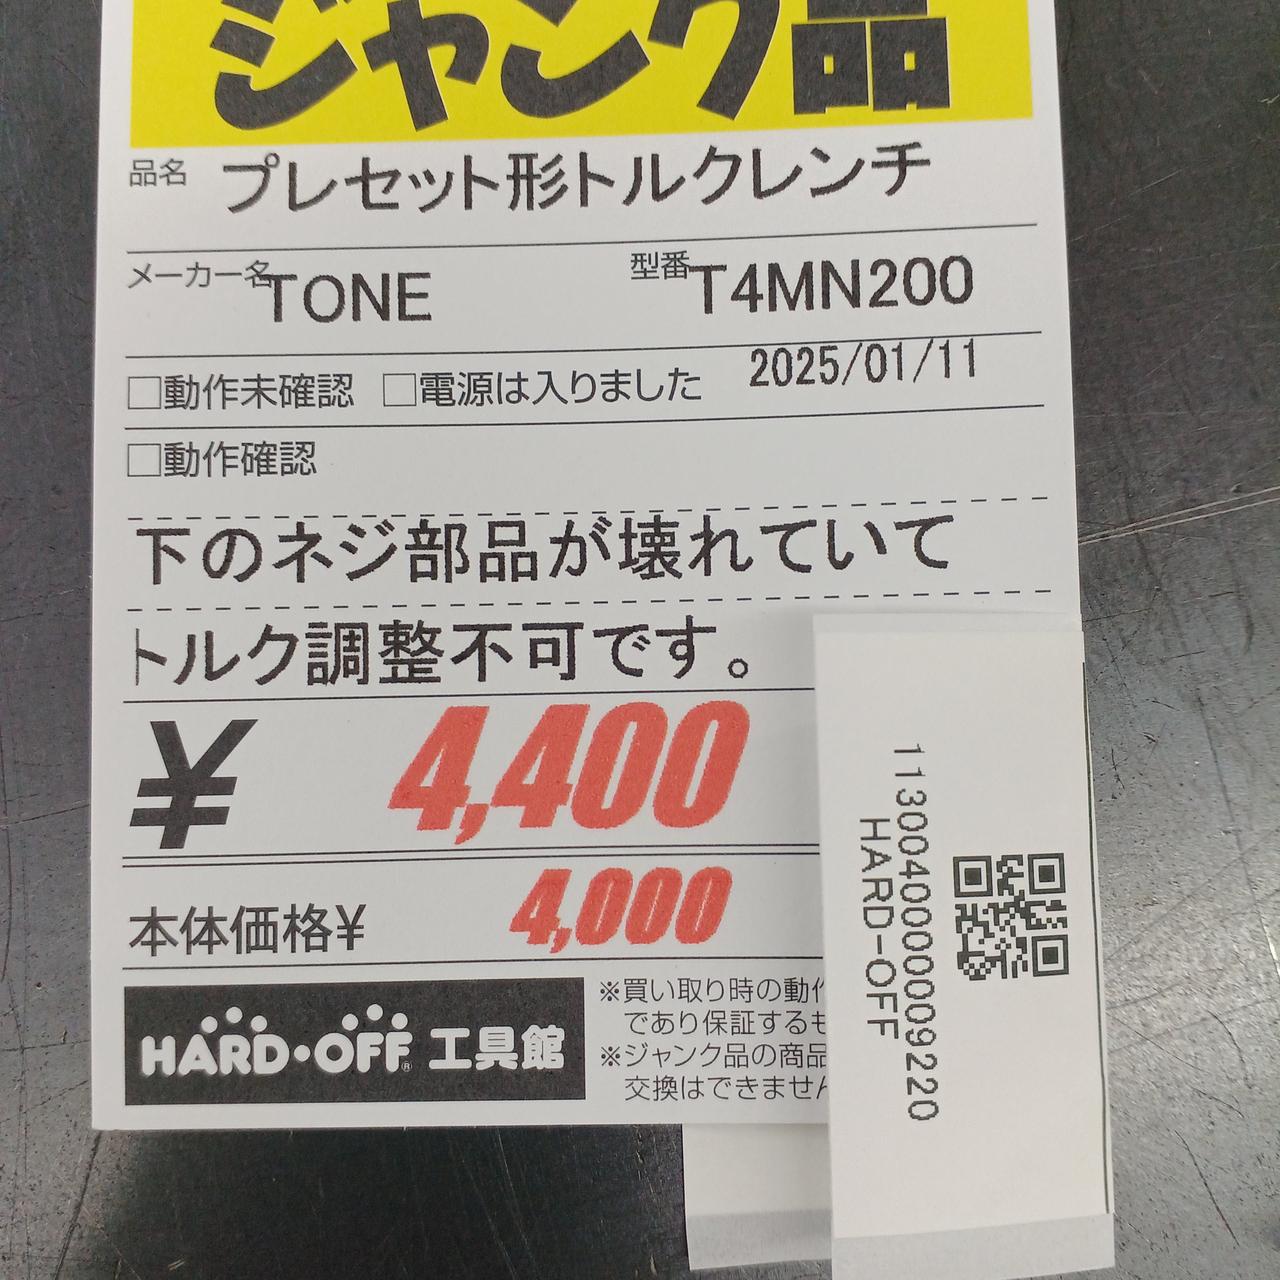 ジャンク品
品名 プレセット形トルクレンチ
メーカー名 TONE 型番 T4MN200
□動作未確認 □電源は入りました 2025/01/11
□動作確認
下のネジ部品が壊れていて
トルク調整不可です。
¥ 4,400
本体価格¥ 4,000
HARD・OFF® 工具館
※買い取り時の動作
であり保証するも
※ジャンク品の商品
交換はできません
1130040000009220
HARD-OFF